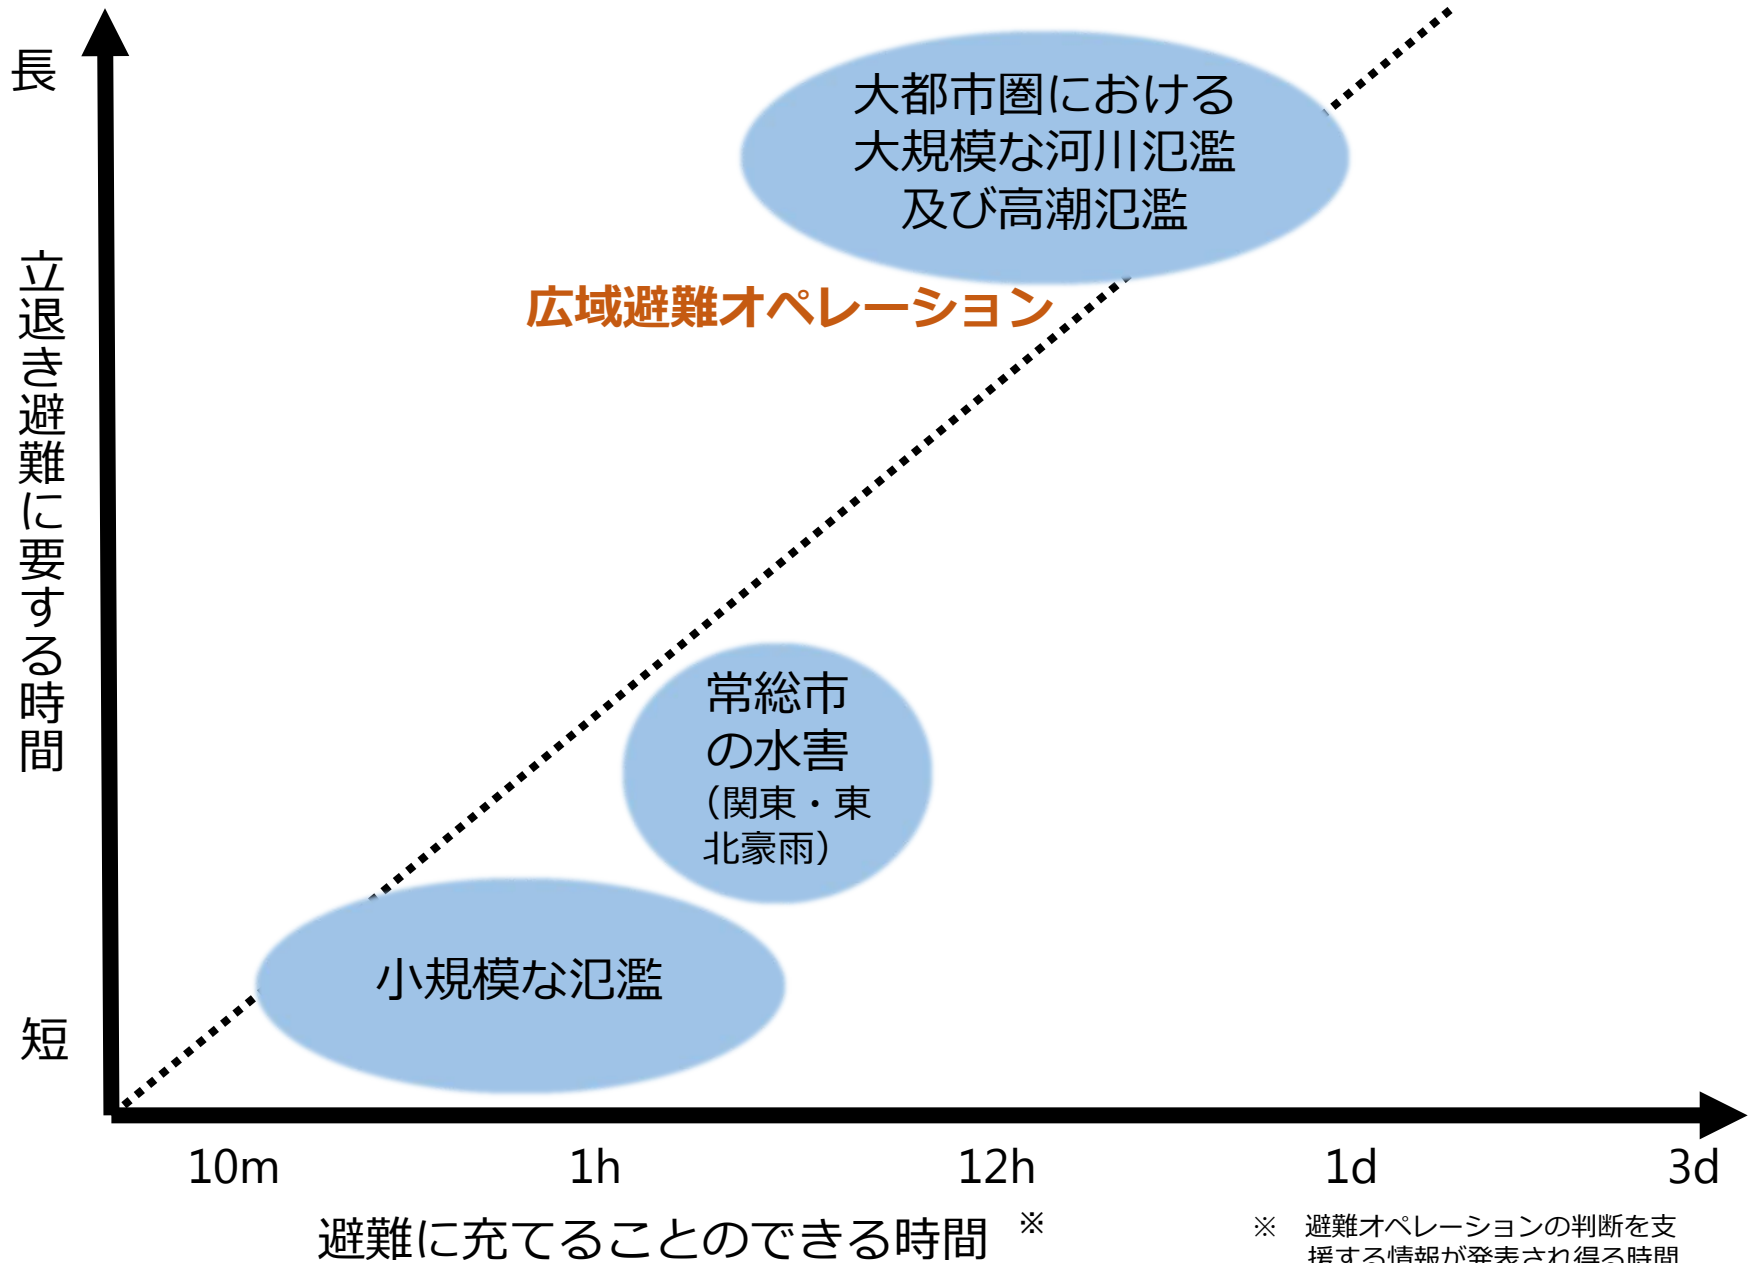 長
大都市圏における
大規模な河川氾濫
及び高潮氾濫
広域避難オペレーション
立退き避難に要する時間
常総市
の水害
（関東・東
北豪雨）
小規模な氾濫
短
10m 1h 12h 1d 3d
避難に充てることのできる時間 ※
※ 避難オペレーションの判断を支
援する情報が発表され得る時間